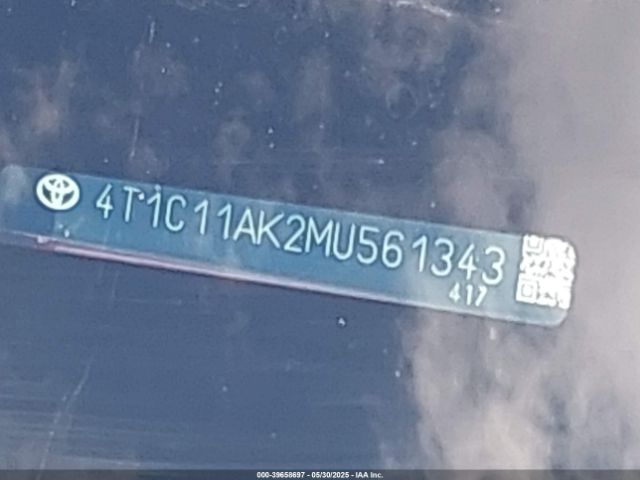 4T1C11AK2MU561343
417
000-39658697 - 05/30/2025 - IAA Inc.